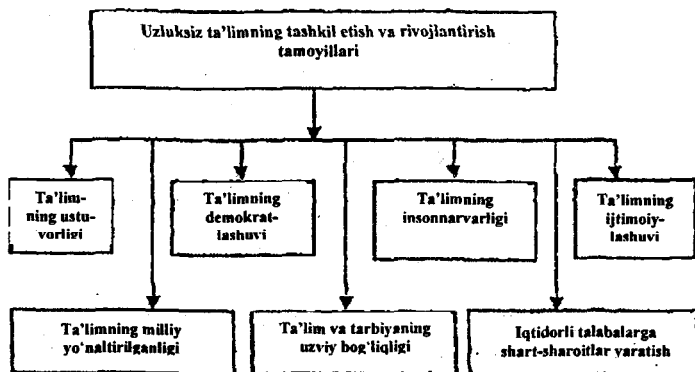 Uzluksiz ta'limning tashkil etish va rivojlantirish
tamoyillari
Ta'lim-
ning ustu-
vorligi
Ta'limning
demokrat-
lashuvi
Ta'limning
insonnarvarligi
Ta'limning
ijtimoiy-
lashuvi
Ta'limning milliy
yo'naltirilganligi
Ta'lim va tarbiyaning
uzviy bog'liqligi
Iqtidorli talabalarga
shart-sharoitlar yaratish